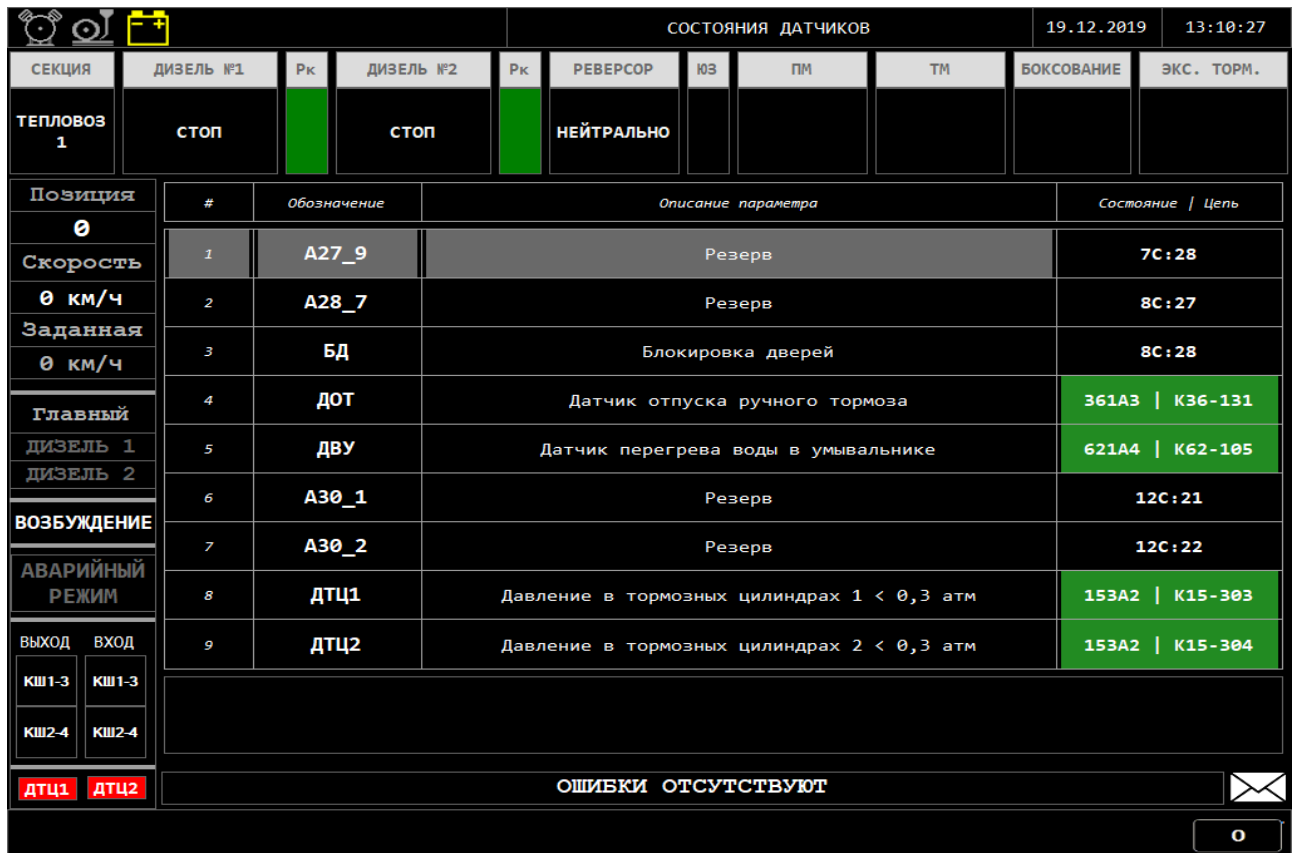 СОСТОЯНИЯ ДАТЧИКОВ 19.12.2019 13:10:27
СЕКЦИЯ ДИЗЕЛЬ №1 Рк ДИЗЕЛЬ №2 Рк РЕВЕРСОР ЮЗ ПМ ТМ БОКСОВАНИЕ ЭКС. ТОРМ.
ТЕПЛОВОЗ
1
СТОП СТОП НЕЙТРАЛЬНО
Позиция
0
Скорость
0 км/ч
Заданная
0 км/ч
Главный
ДИЗЕЛЬ 1
ДИЗЕЛЬ 2
ВОЗБУЖДЕНИЕ
АВАРИЙНЫЙ
РЕЖИМ
ВЫХОД ВХОД
КШ1-3 КШ1-3
КШ2-4 КШ2-4
ДТЦ1 ДТЦ2
# Обозначение Описание параметра Состояние | Цепь
1 А27_9 Резерв 7С:28
2 А28_7 Резерв 8С:27
3 БД Блокировка дверей 8С:28
4 ДОТ Датчик отпуска ручного тормоза 361А3 | К36-131
5 ДВУ Датчик перегрева воды в умывальнике 621А4 | К62-105
6 А30_1 Резерв 12С:21
7 А30_2 Резерв 12С:22
8 ДТЦ1 Давление в тормозных цилиндрах 1 < 0,3 атм 153А2 | К15-303
9 ДТЦ2 Давление в тормозных цилиндрах 2 < 0,3 атм 153А2 | К15-304
ОШИБКИ ОТСУТСТВУЮТ
О